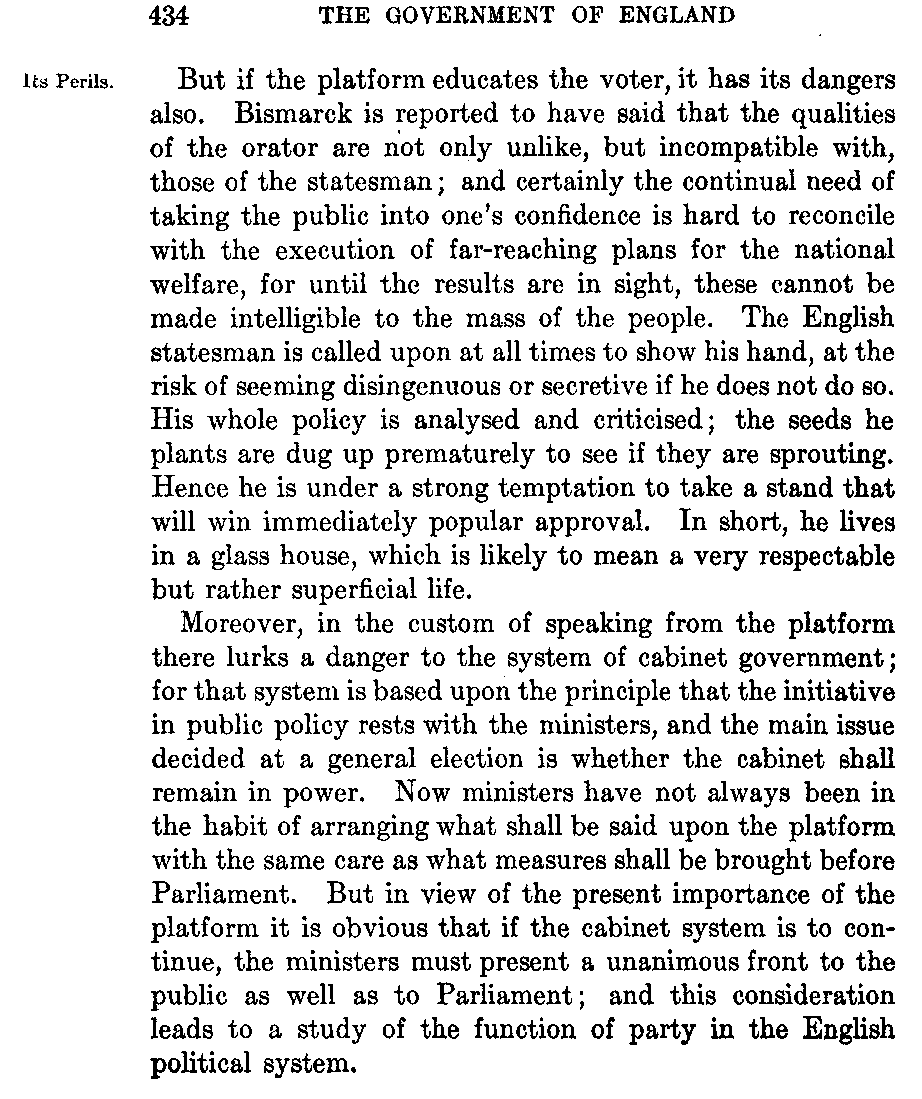 434 THE GOVERNMENT OF ENGLAND
Its Perils.
But if the platform educates the voter, it has its dangers
also. Bismarck is reported to have said that the qualities
of the orator are not only unlike, but incompatible with,
those of the statesman; and certainly the continual need of
taking the public into one's confidence is hard to reconcile
with the execution of far-reaching plans for the national
welfare, for until the results are in sight, these cannot be
made intelligible to the mass of the people. The English
statesman is called upon at all times to show his hand, at the
risk of seeming disingenuous or secretive if he does not do so.
His whole policy is analysed and criticised; the seeds he
plants are dug up prematurely to see if they are sprouting.
Hence he is under a strong temptation to take a stand that
will win immediately popular approval. In short, he lives
in a glass house, which is likely to mean a very respectable
but rather superficial life.
Moreover, in the custom of speaking from the platform
there lurks a danger to the system of cabinet government;
for that system is based upon the principle that the initiative
in public policy rests with the ministers, and the main issue
decided at a general election is whether the cabinet shall
remain in power. Now ministers have not always been in
the habit of arranging what shall be said upon the platform
with the same care as what measures shall be brought before
Parliament. But in view of the present importance of the
platform it is obvious that if the cabinet system is to con-
tinue, the ministers must present a unanimous front to the
public as well as to Parliament; and this consideration
leads to a study of the function of party in the English
political system.